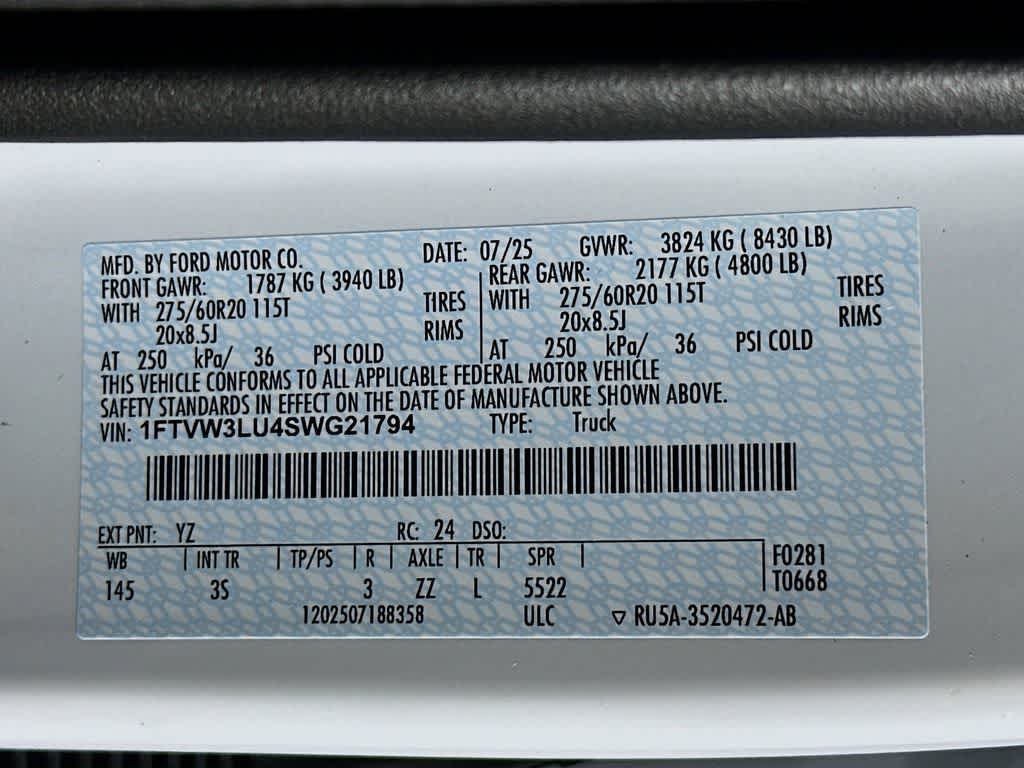 MFD. BY FORD MOTOR CO. DATE: 07/25 GVWR: 3824 KG ( 8430 LB)
FRONT GAWR: 1787 KG ( 3940 LB) REAR GAWR: 2177 KG ( 4800 LB)
WITH 275/60R20 115T TIRES WITH 275/60R20 115T TIRES
20x8.5J RIMS 20x8.5J RIMS
AT 250 kPa/ 36 PSI COLD AT 250 kPa/ 36 PSI COLD
THIS VEHICLE CONFORMS TO ALL APPLICABLE FEDERAL MOTOR VEHICLE
SAFETY STANDARDS IN EFFECT ON THE DATE OF MANUFACTURE SHOWN ABOVE.
VIN: 1FTVW3LU4SWG21794 TYPE: Truck
EXT PNT: YZ RC: 24 DSO:
WB INT TR TP/PS R AXLE TR SPR F0281
145 3S 3 ZZ L 5522 T0668
1202507188358 ULC ▽ RU5A-3520472-AB